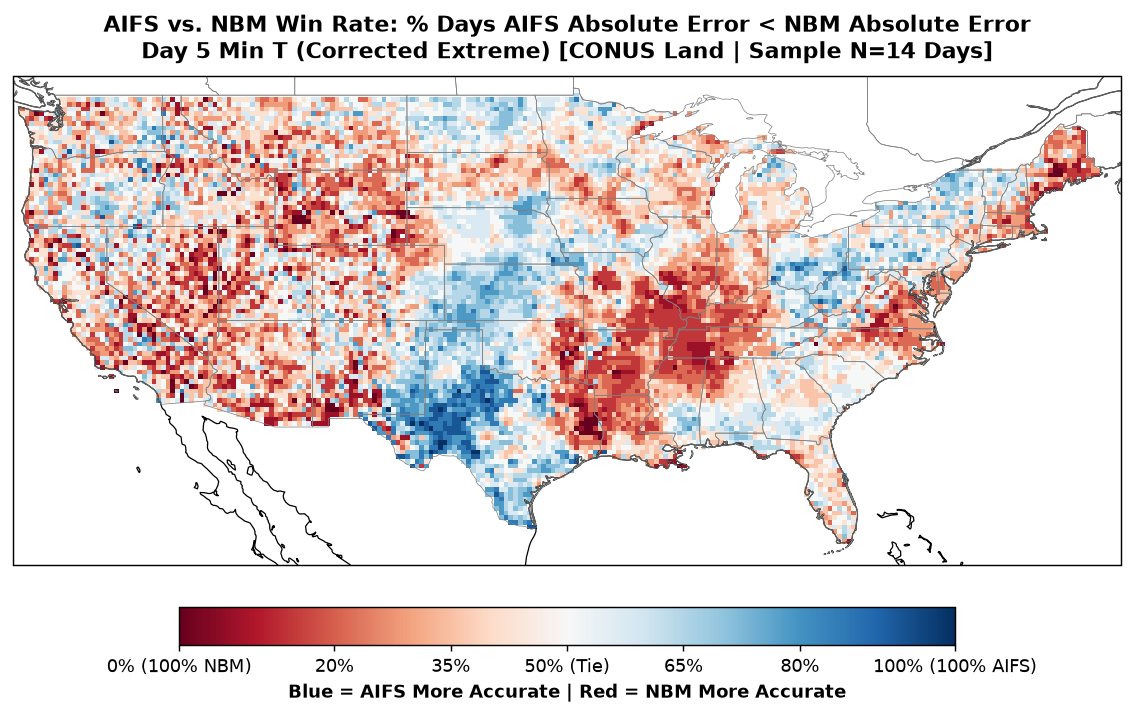 AIFS vs. NBM Win Rate: % Days AIFS Absolute Error < NBM Absolute Error
Day 5 Min T (Corrected Extreme) [CONUS Land | Sample N=14 Days]
0% (100% NBM) 20% 35% 50% (Tie) 65% 80% 100% (100% AIFS)
Blue = AIFS More Accurate | Red = NBM More Accurate